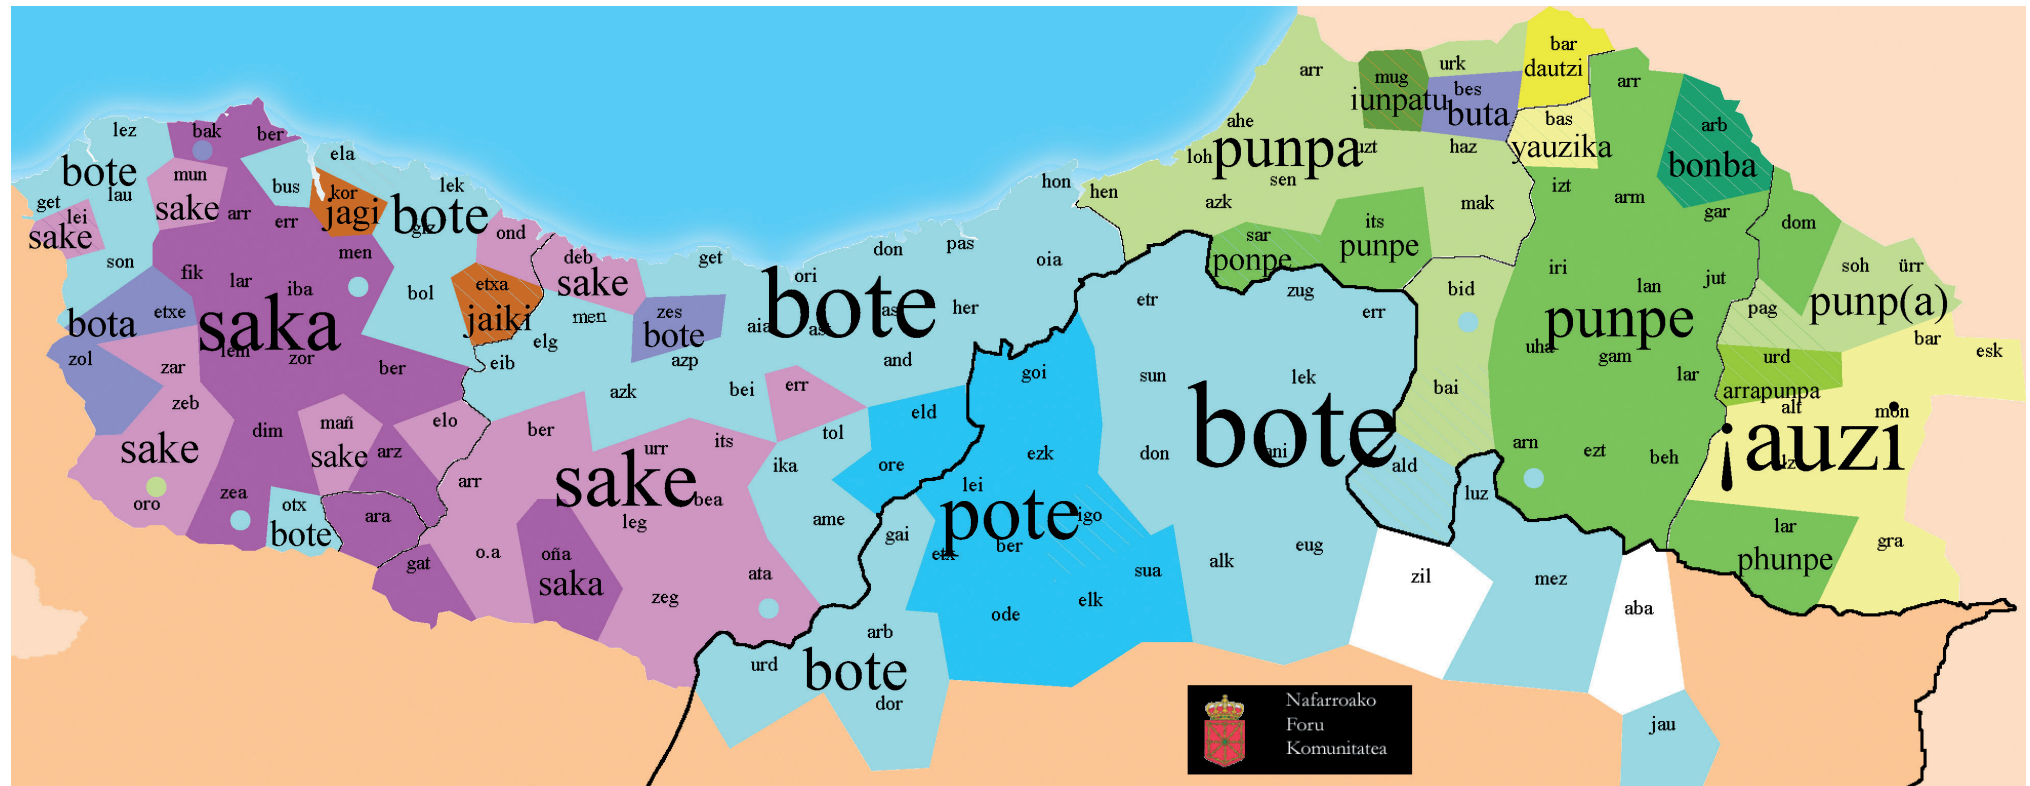 lez
bak
ber
bote
mun
bus
ela
kor
lek
get
lau
lei
sake
sake
arr
err
jagi
bote
giz
ond
son
men
fik
lar
iba
bol
etxa
jaiki
deb
sake
get
bota
etxe
saka
men
zes
bote
elg
eib
azp
zol
zar
lem
zor
ber
zeb
sake
dim
mañ
sake
arz
elo
oro
zea
otx
bote
ara
gat
arr
ber
azk
bei
err
and
urr
its
sake
bea
leg
o.a
oña
saka
zeg
ata
tol
ika
ame
eld
ore
gai
don
pas
ori
bote
her
aia
oia
hon
hen
goi
ezk
lei
pote
igo
etx
ber
sua
elk
ode
arb
urd
bote
dor
arr
ahe
loh
punpa
uzt
sen
azk
mug
iunpatu
urk
bes
buta
haz
mak
its
punpe
sar
ponpe
bar
dautzi
bas
yauzika
arr
arb
bonba
izt
arm
gar
etr
zug
err
sun
lek
bote
don
ani
alk
eug
bid
bai
ald
luz
zil
mez
aba
jau
iri
lan
jut
punpe
uha
gam
lar
arn
ezt
beh
dom
soh
ürr
punp(a)
pag
urd
arrapunpa
bar
esk
alt
mon
¡auzi
lar
phunpe
gra
Nafarroako
Foru
Komunitatea